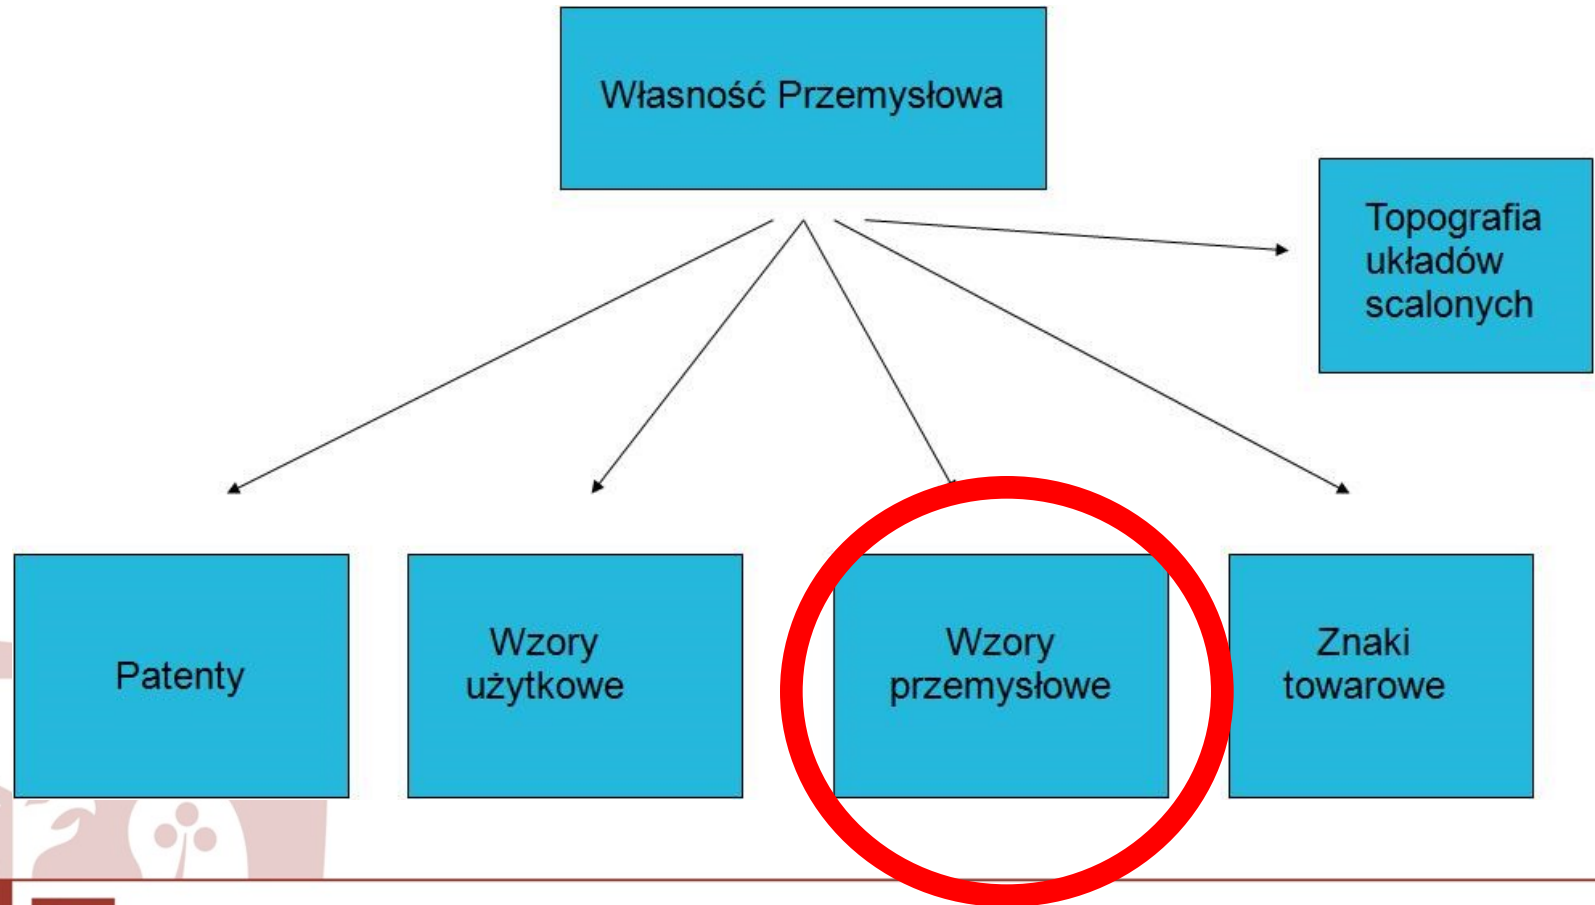 Własność Przemysłowa
Topografia
układów
scalonych
Patenty
Wzory
użytkowe
Wzory
przemysłowe
Znaki
towarowe